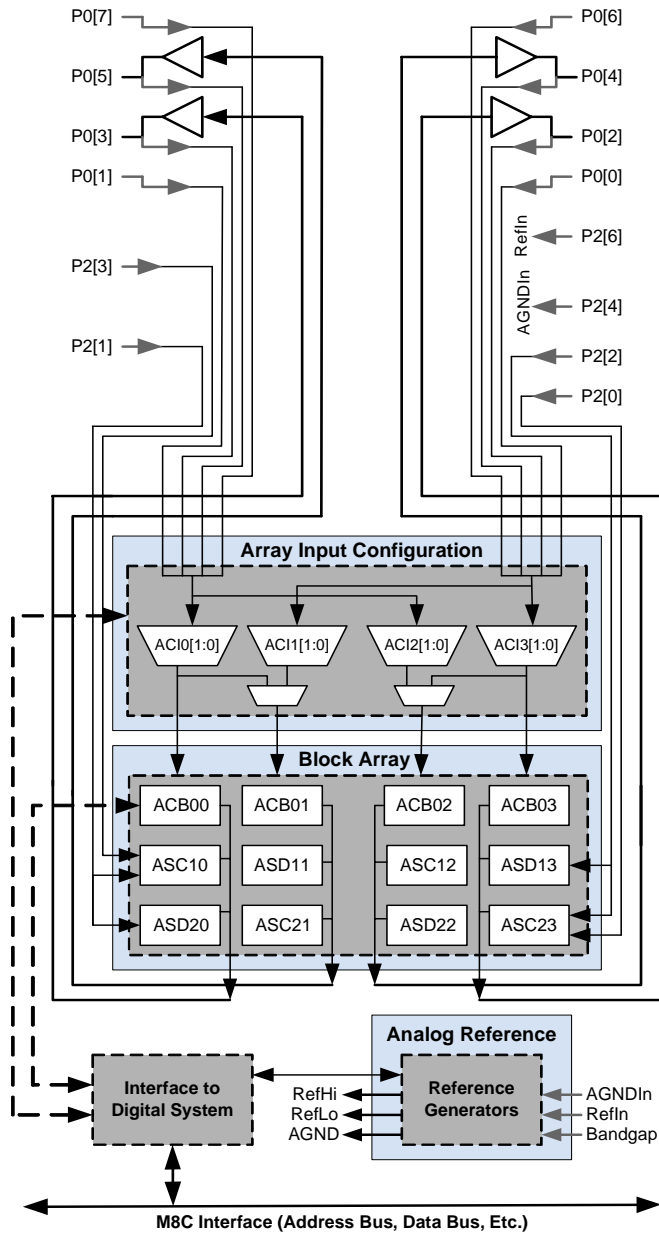 P0[7]
P0[6]
P0[5]
P0[4]
P0[3]
P0[2]
P0[1]
P0[0]
RefIn
P2[6]
P2[3]
AGNDIn
P2[4]
P2[1]
P2[2]
P2[0]
Array Input Configuration
ACI0[1:0]
ACI1[1:0]
ACI2[1:0]
ACI3[1:0]
Block Array
ACB00
ACB01
ACB02
ACB03
ASC10
ASD11
ASC12
ASD13
ASD20
ASC21
ASD22
ASC23
Analog Reference
Interface to
Digital System
RefHi
RefLo
AGND
Reference
Generators
AGNDIn
RefIn
Bandgap
M8C Interface (Address Bus, Data Bus, Etc.)